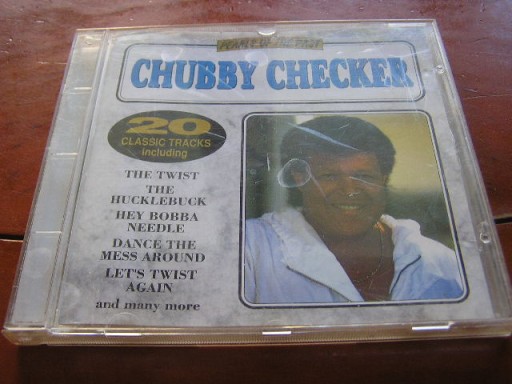 CHUBBY CHECKER
20
CLASSIC TRACKS
including
THE TWIST
THE
HUCKLEBUCK
HEY BOBBA
NEEDLE
DANCE THE
MESS AROUND
LET'S TWIST
AGAIN
and many more